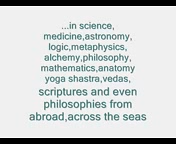 ...in science,
medicine,astronomy,
logic,metaphysics,
alchemy,philosophy,
mathematics,anatomy
yoga shastra,vedas,
scriptures and even
philosophies from
abroad,across the seas